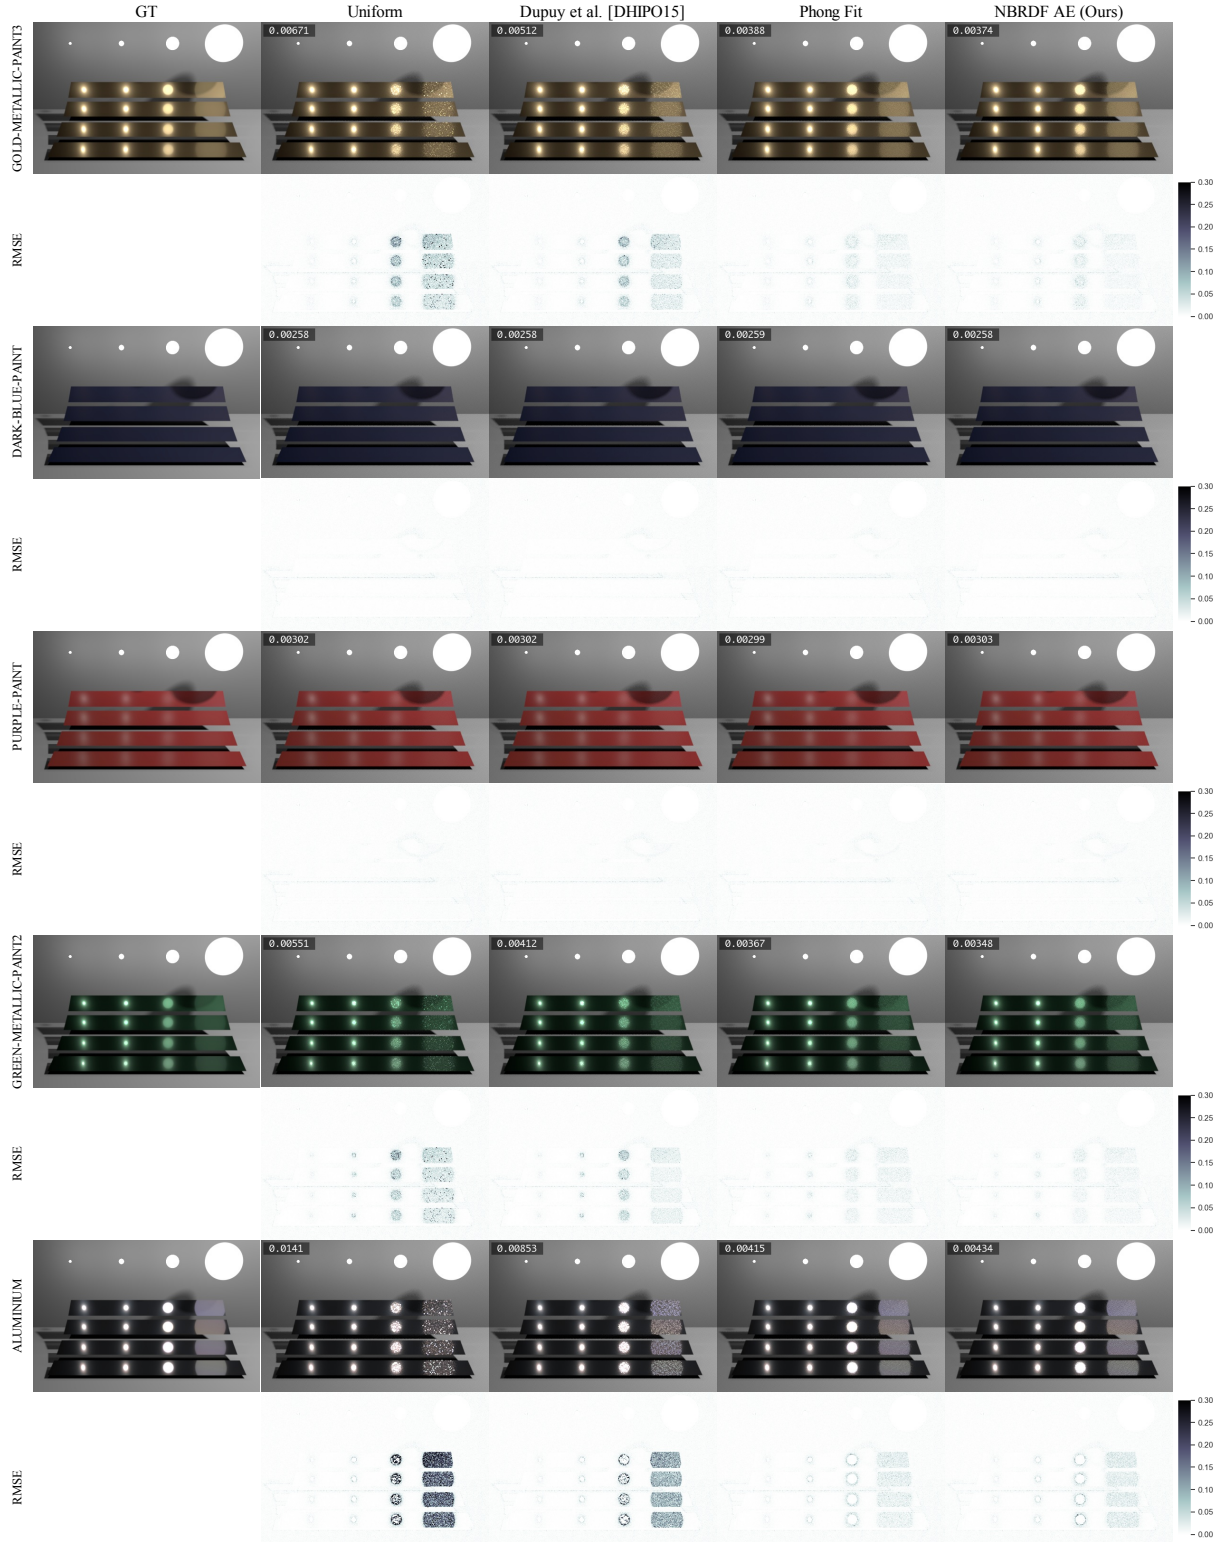 GT Uniform Dupuy et al. [DHIPO15] Phong Fit NBRDF AE (Ours)
GOLD-METALLIC-PAINT3
0.00671 0.00512 0.00388 0.00374
RMSE
0.30
0.25
0.20
0.15
0.10
0.05
0.00
DARK-BLUE-PAINT
0.00258 0.00258 0.00259 0.00258
RMSE
0.30
0.25
0.20
0.15
0.10
0.05
0.00
PURPLE-PAINT
0.00302 0.00302 0.00299 0.00303
RMSE
0.30
0.25
0.20
0.15
0.10
0.05
0.00
GREEN-METALLIC-PAINT2
0.00551 0.00412 0.00367 0.00348
RMSE
0.30
0.25
0.20
0.15
0.10
0.05
0.00
ALUMINIUM
0.0141 0.00853 0.00415 0.00434
RMSE
0.30
0.25
0.20
0.15
0.10
0.05
0.00